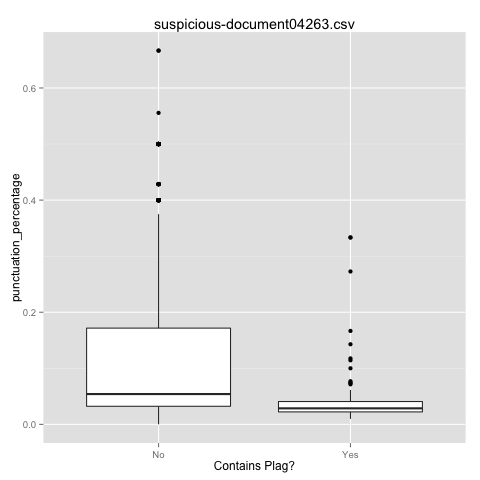 suspicious-document04263.csv
punctuation_percentage
0.6
0.4
0.2
0.0
No
Yes
Contains Plag?